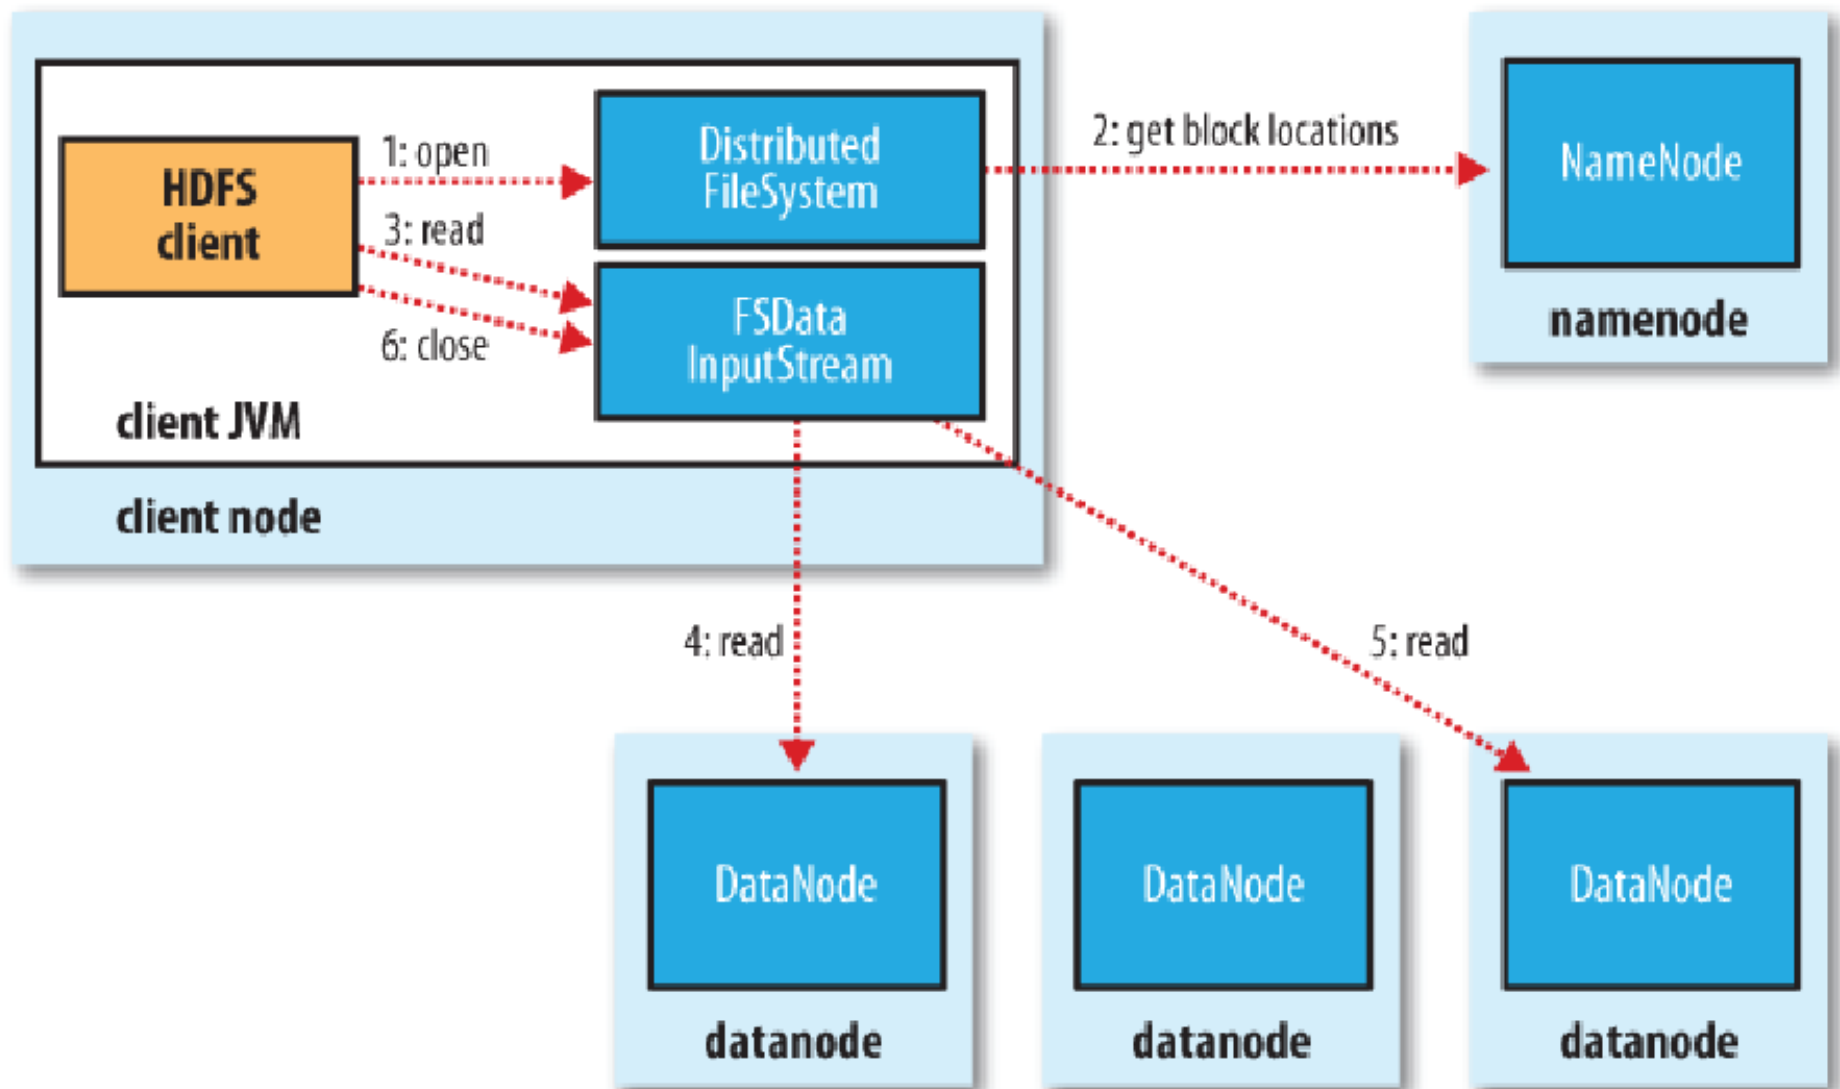 HDFS
client
1: open
3: read
6: close
Distributed
FileSystem
FSData
InputStream
client JVM
client node
2: get block locations
NameNode
namenode
4: read
5: read
DataNode
datanode
DataNode
datanode
DataNode
datanode